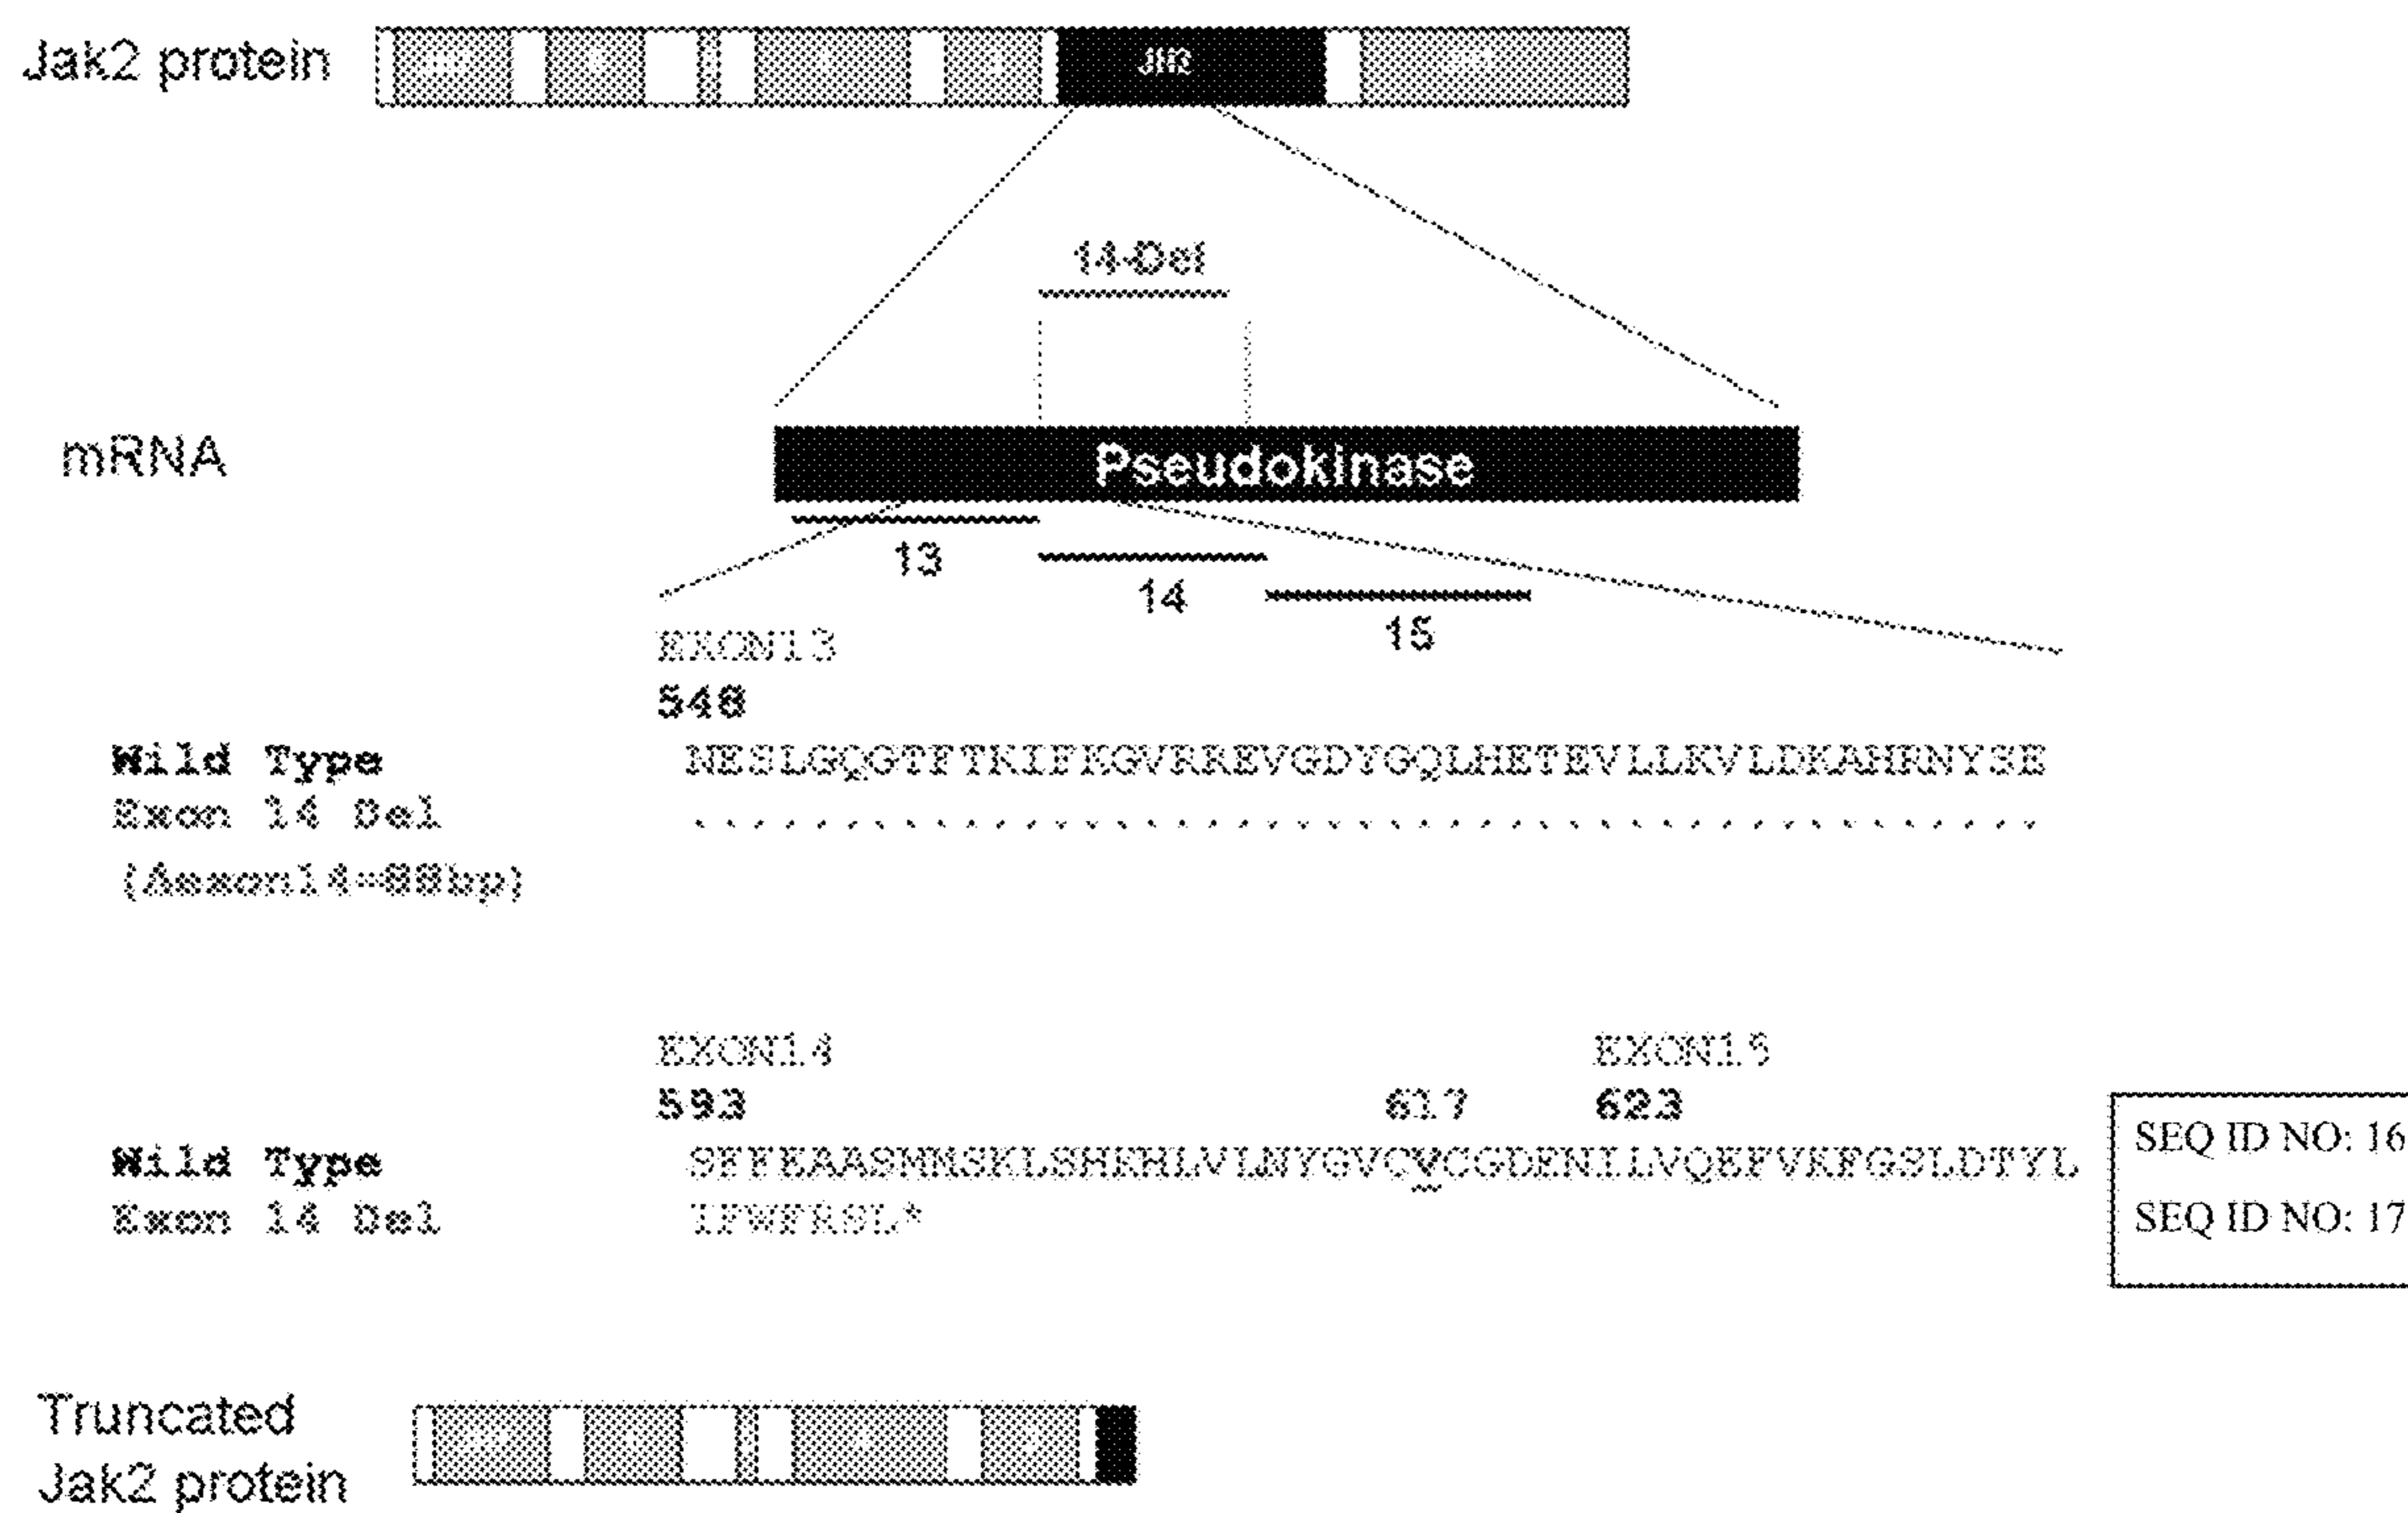 Jak2 protein
JH2
14-Del
mRNA
Pseudokinase
13
14
15
EXON13
548
Wild Type NESLGQGTFTKIFKGVRREVGDYGQLHETEVLLKVLDKAHRNYSE
Exon 14 Del .............................................
(Δexon14=88bp)
EXON14 EXON15
593 617 623
Wild Type SFFEAASMMSKLSHKHLVLNYGVCVCGDENILVQEFVKFGSLDTYL
Exon 14 Del IFWFRSL*
SEQ ID NO: 16
SEQ ID NO: 17
Truncated
Jak2 protein